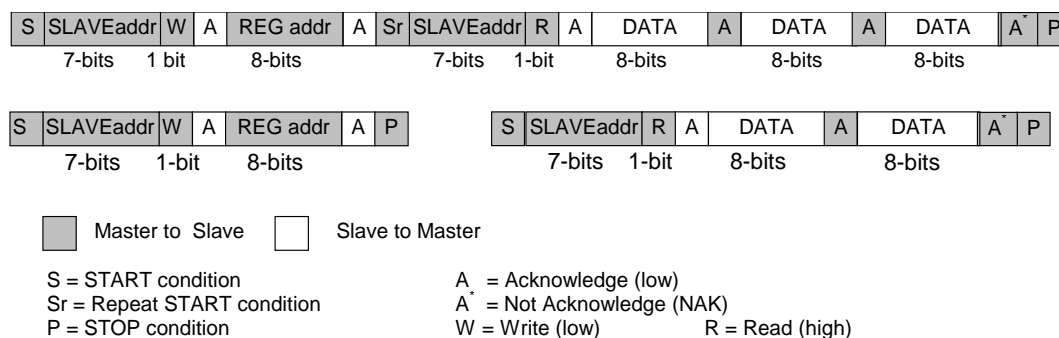 S SLAVEaddr W A REG addr A Sr SLAVEaddr R A DATA A DATA A DATA A* P
7-bits 1 bit 8-bits 7-bits 1-bit 8-bits 8-bits 8-bits
S SLAVEaddr W A REG addr A P
7-bits 1-bit 8-bits
S SLAVEaddr R A DATA A DATA A* P
7-bits 1-bit 8-bits 8-bits
Master to Slave Slave to Master
S = START condition
Sr = Repeat START condition
P = STOP condition
A = Acknowledge (low)
A* = Not Acknowledge (NAK)
W = Write (low) R = Read (high)